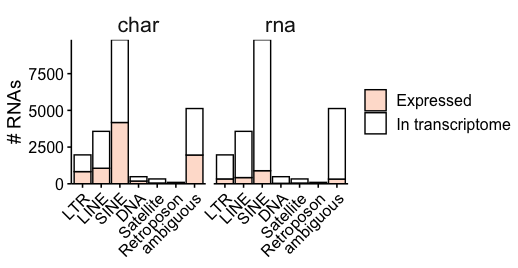 char
rna
# RNAs
7500
5000
2500
0
LTR
LINE
SINE
DNA
Satellite
Retroposon
ambiguous
LTR
LINE
SINE
DNA
Satellite
Retroposon
ambiguous
Expressed
In transcriptome